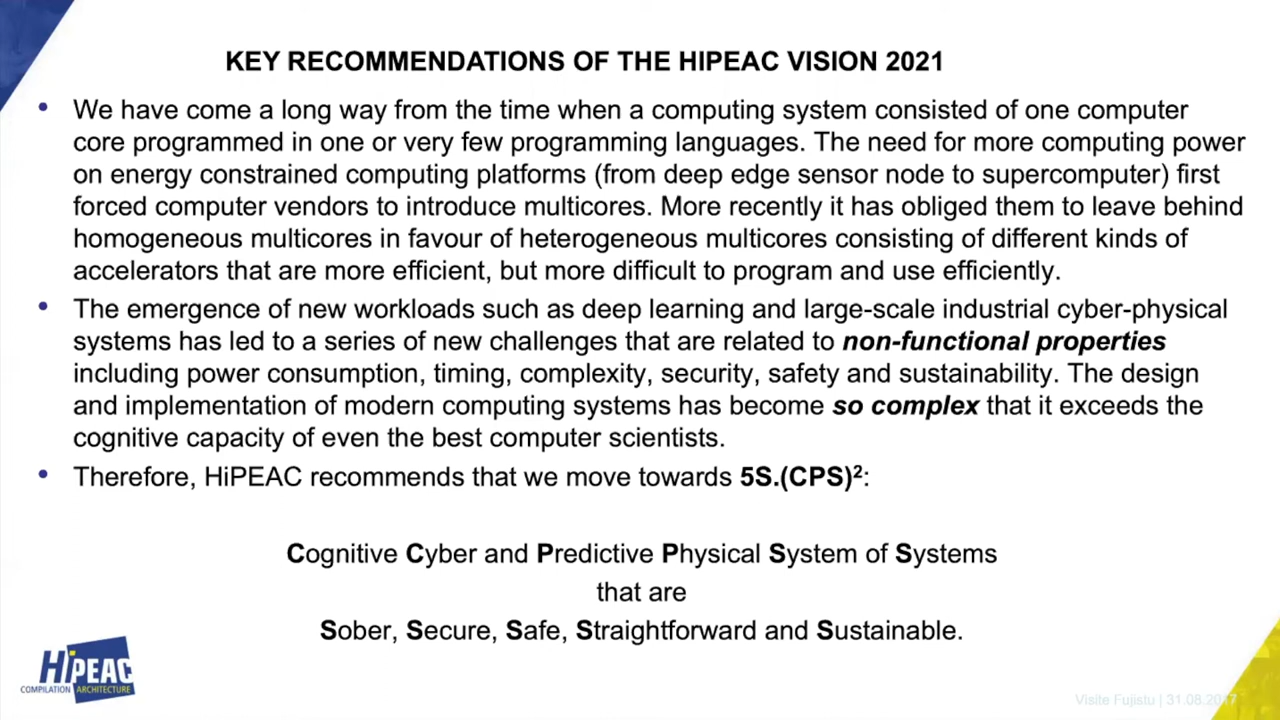 KEY RECOMMENDATIONS OF THE HIPEAC VISION 2021
• We have come a long way from the time when a computing system consisted of one computer
core programmed in one or very few programming languages. The need for more computing power
on energy constrained computing platforms (from deep edge sensor node to supercomputer) first
forced computer vendors to introduce multicores. More recently it has obliged them to leave behind
homogeneous multicores in favour of heterogeneous multicores consisting of different kinds of
accelerators that are more efficient, but more difficult to program and use efficiently.
• The emergence of new workloads such as deep learning and large-scale industrial cyber-physical
systems has led to a series of new challenges that are related to non-functional properties
including power consumption, timing, complexity, security, safety and sustainability. The design
and implementation of modern computing systems has become so complex that it exceeds the
cognitive capacity of even the best computer scientists.
• Therefore, HiPEAC recommends that we move towards 5S.(CPS)²:
Cognitive Cyber and Predictive Physical System of Systems
that are
Sober, Secure, Safe, Straightforward and Sustainable.
HiPEAC
COMPILATION ARCHITECTURE
Visite Fujistu | 31.08.2017